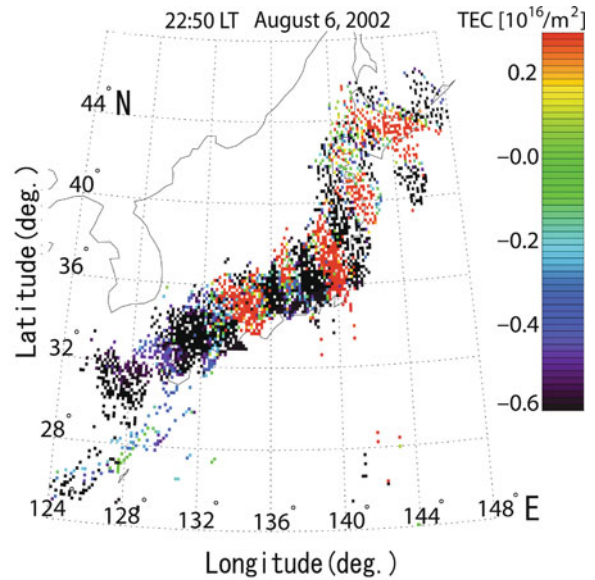 22:50 LT August 6, 2002
TEC [10^16/m^2]
0.2
−0.0
−0.2
−0.4
−0.6
44° N
40°
36°
32°
28°
Latitude(deg.)
124° 128° 132° 136° 140° 144° 148° E
Longitude(deg.)